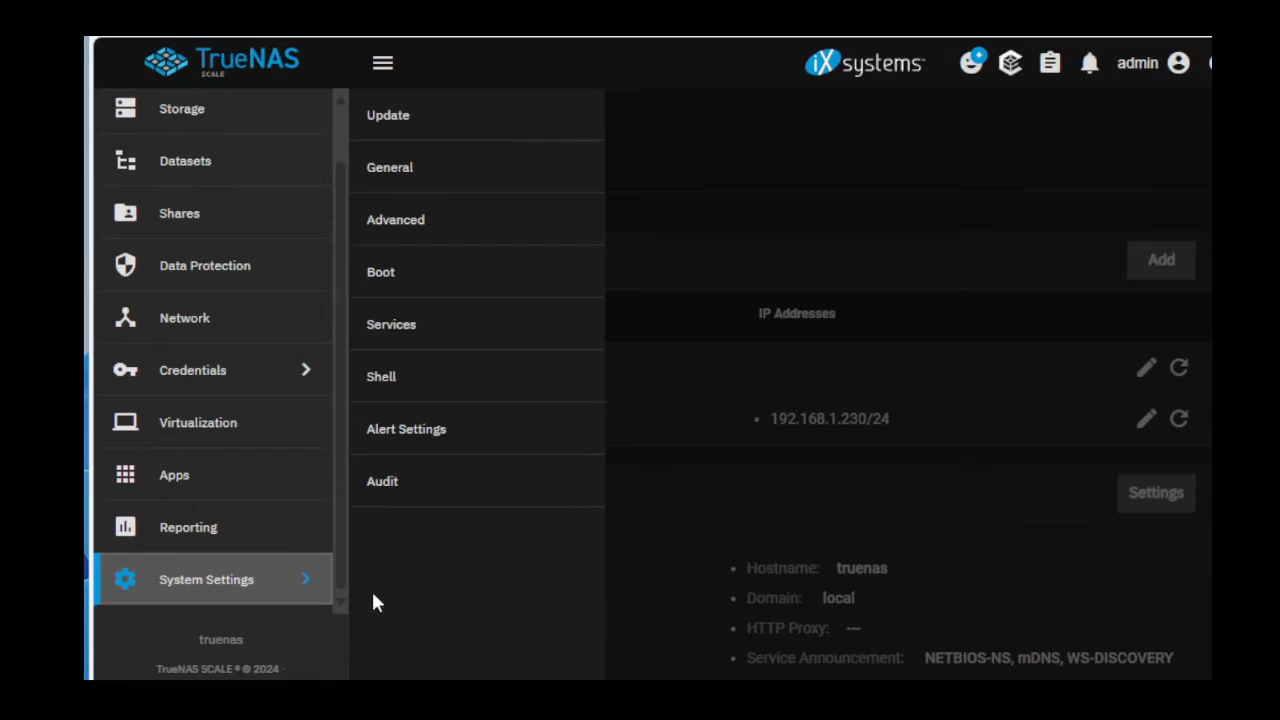 TrueNAS
SCALE
iXsystems
admin
Storage
Datasets
Shares
Data Protection
Network
Credentials
Virtualization
Apps
Reporting
System Settings
truenas
TrueNAS SCALE ® © 2024 -
Update
General
Advanced
Boot
Services
Shell
Alert Settings
Audit
Add
IP Addresses
• 192.168.1.230/24
Settings
• Hostname: truenas
• Domain: local
• HTTP Proxy: ---
• Service Announcement: NETBIOS-NS, mDNS, WS-DISCOVERY